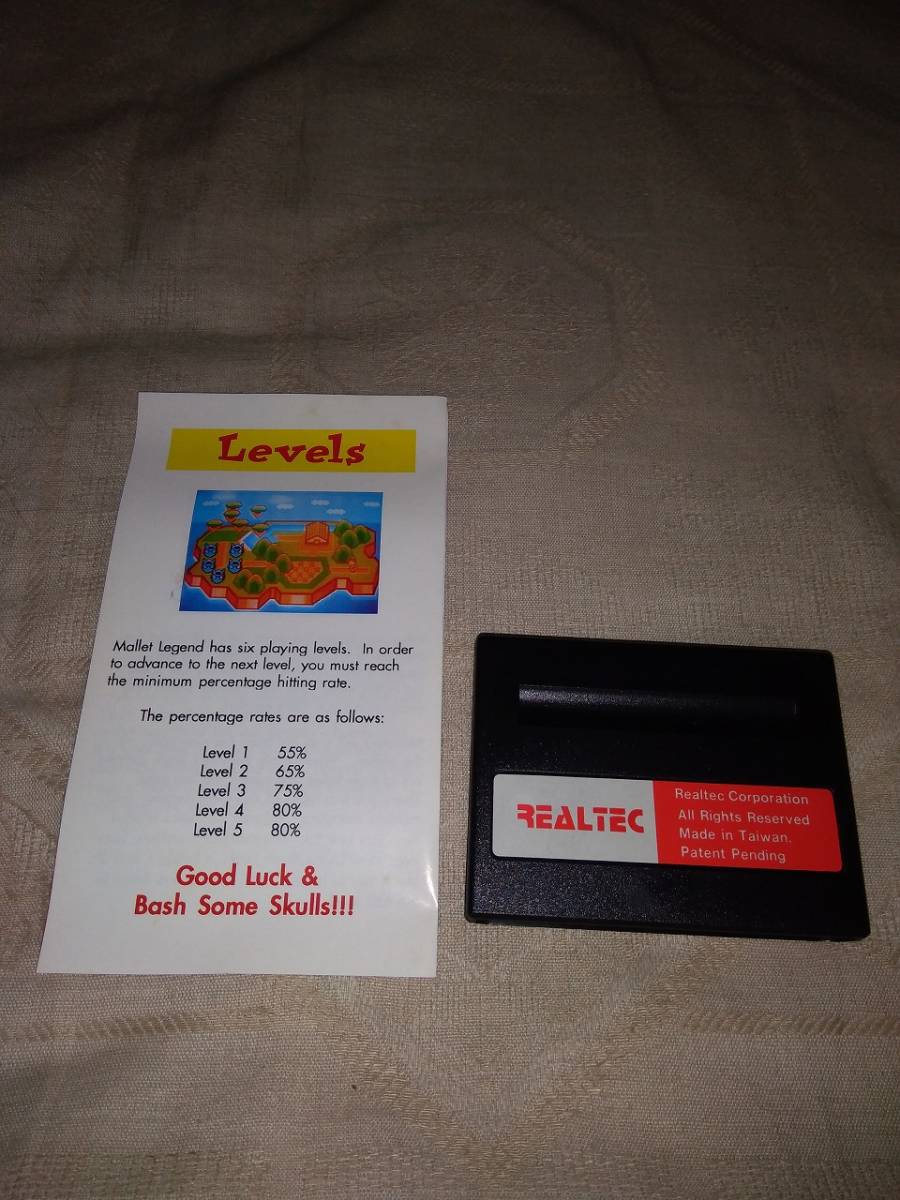 Levels
Mallet Legend has six playing levels. In order
to advance to the next level, you must reach
the minimum percentage hitting rate.
The percentage rates are as follows:
Level 1 55%
Level 2 65%
Level 3 75%
Level 4 80%
Level 5 80%
Good Luck &
Bash Some Skulls!!!
REALTEC
Realtec Corporation
All Rights Reserved
Made in Taiwan.
Patent Pending